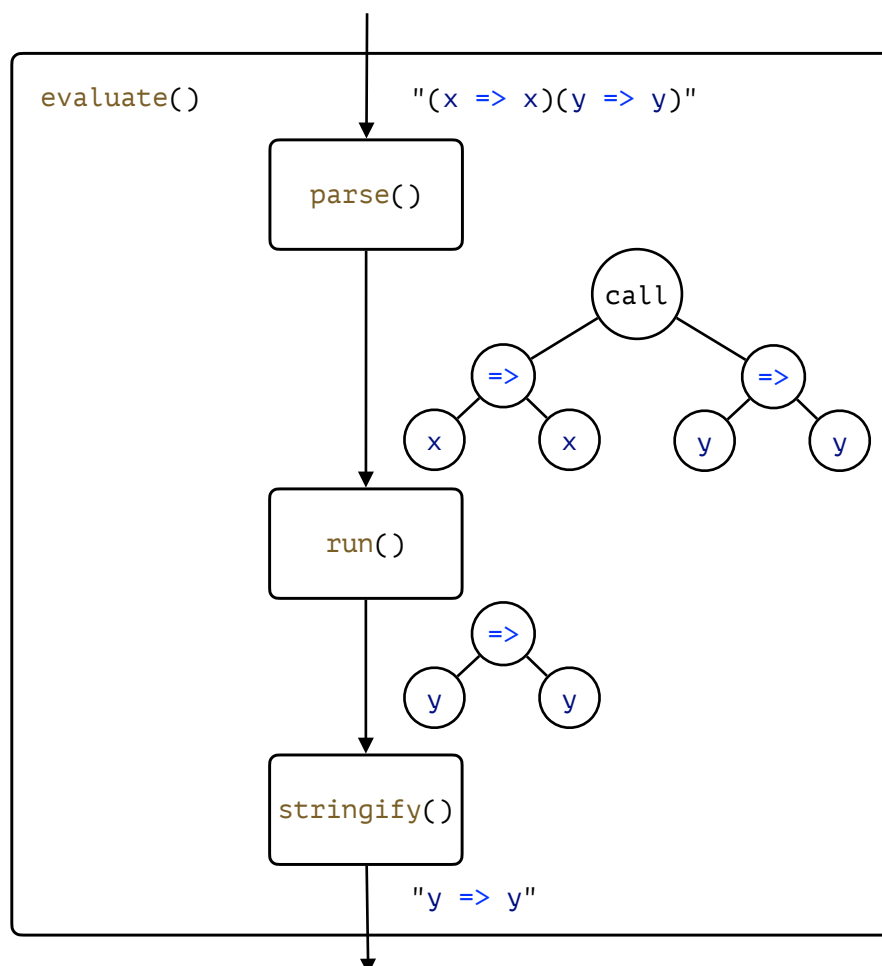 evaluate()
"(x => x)(y => y)"
parse()
call
=>
=>
x
x
y
y
run()
=>
y
y
stringify()
"y => y"